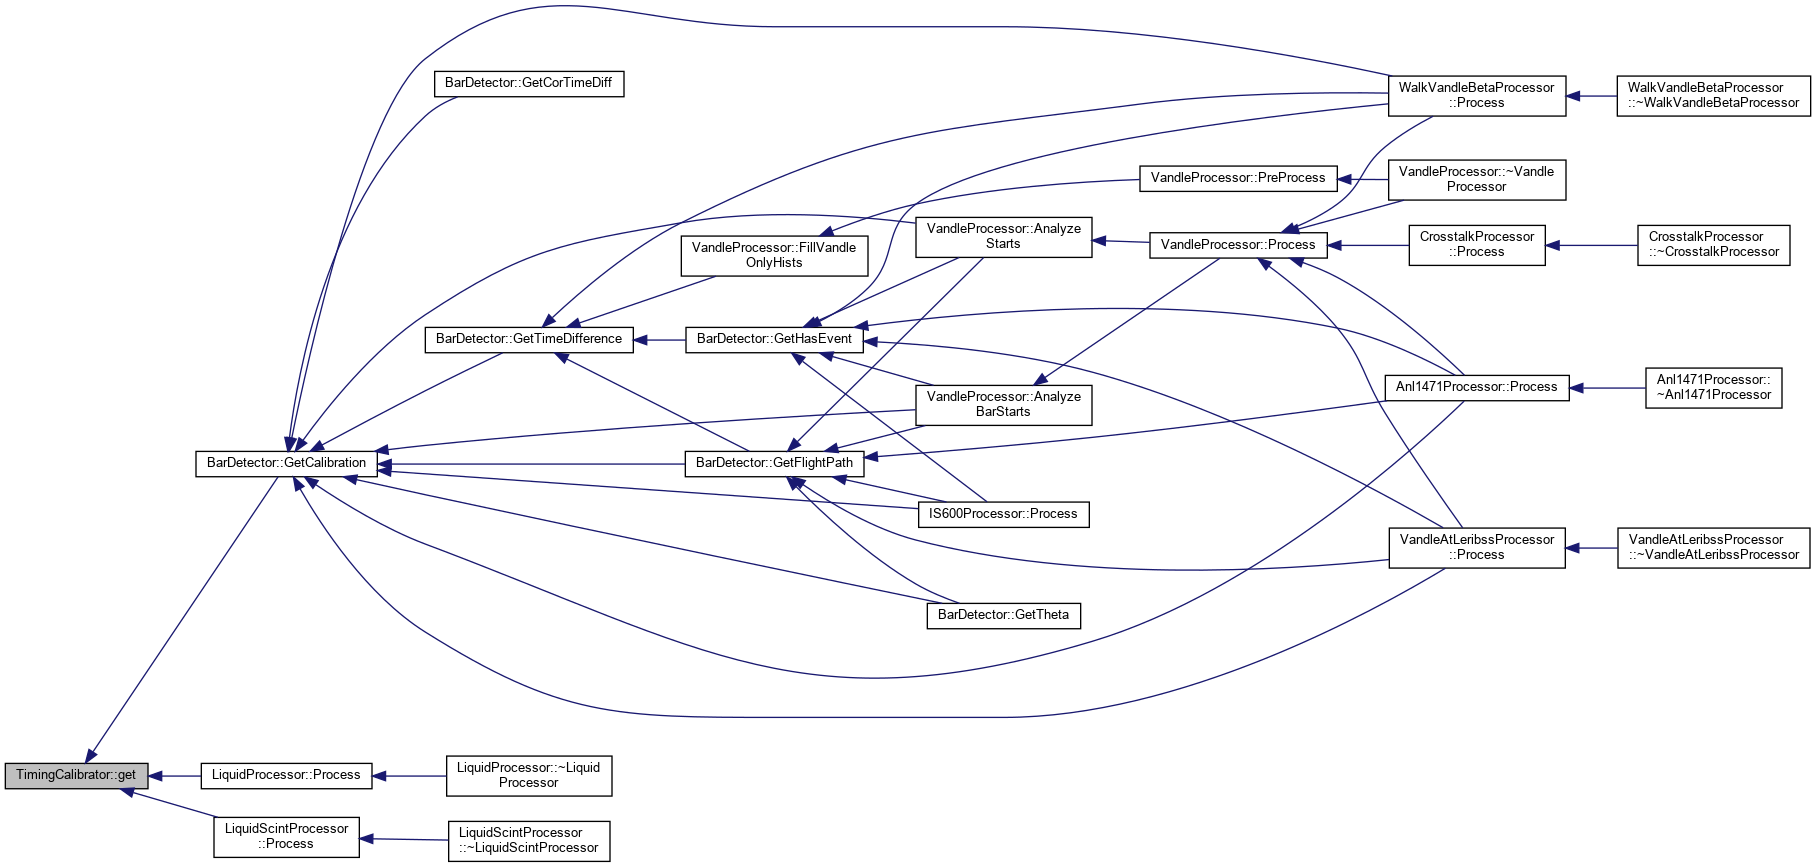 BarDetector::GetCorTimeDiff
WalkVandleBetaProcessor
::Process
WalkVandleBetaProcessor
::~WalkVandleBetaProcessor
VandleProcessor::PreProcess
VandleProcessor::~Vandle
Processor
VandleProcessor::FillVandle
OnlyHists
VandleProcessor::Analyze
Starts
VandleProcessor::Process
CrosstalkProcessor
::Process
CrosstalkProcessor
::~CrosstalkProcessor
BarDetector::GetTimeDifference
BarDetector::GetHasEvent
VandleProcessor::Analyze
BarStarts
Anl1471Processor::Process
Anl1471Processor::
~Anl1471Processor
BarDetector::GetCalibration
BarDetector::GetFlightPath
IS600Processor::Process
VandleAtLeribssProcessor
::Process
VandleAtLeribssProcessor
::~VandleAtLeribssProcessor
BarDetector::GetTheta
TimingCalibrator::get
LiquidProcessor::Process
LiquidProcessor::~Liquid
Processor
LiquidScintProcessor
::Process
LiquidScintProcessor
::~LiquidScintProcessor